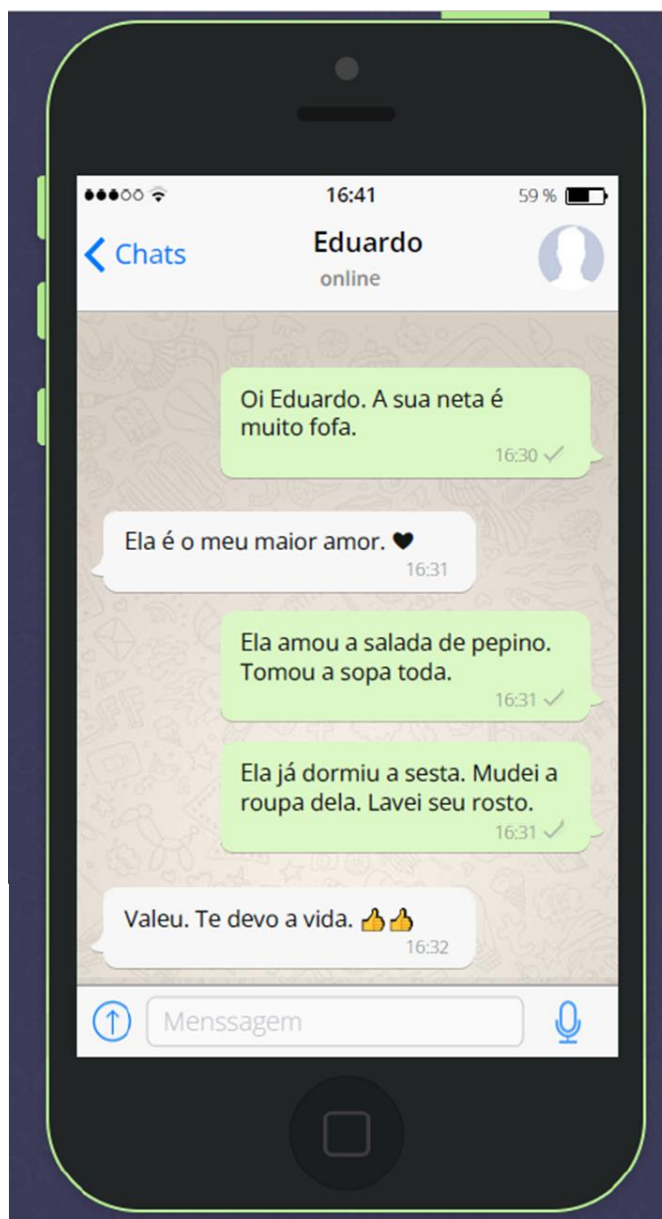 16:41
59 %
Chats
Eduardo
online
Oi Eduardo. A sua neta é
muito fofa.
16:30
Ela é o meu maior amor. 🖤
16:31
Ela amou a salada de pepino.
Tomou a sopa toda.
16:31
Ela já dormiu a sesta. Mudei a
roupa dela. Lavei seu rosto.
16:31
Valeu. Te devo a vida. 👍👍
16:32
Menssagem